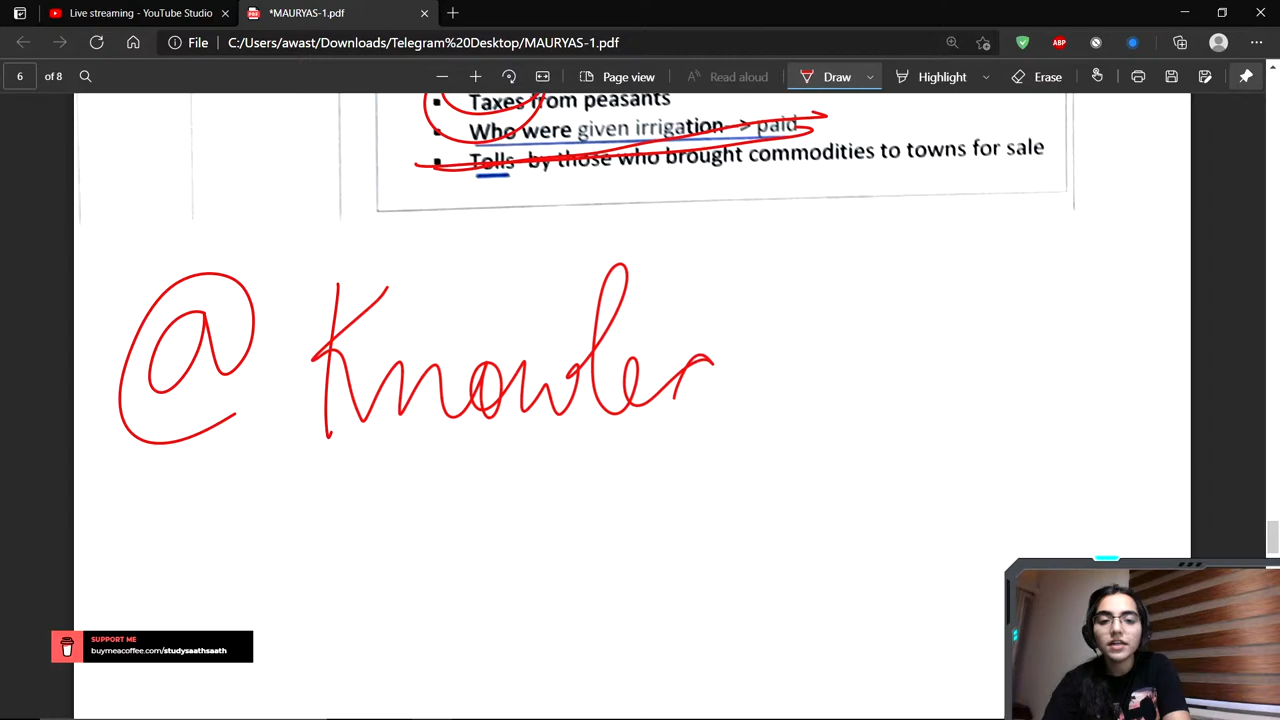 Live streaming - YouTube Studio
*MAURYAS-1.pdf
File
C:/Users/awast/Downloads/Telegram%20Desktop/MAURYAS-1.pdf
6 of 8
Page view
Read aloud
Draw
Highlight
Erase
ABP
Taxes from peasants
Who were given irrigation -> paid
Tolls by those who brought commodities to towns for sale
@ Knowler
SUPPORT ME
buymeacoffee.com/studysaathsaath